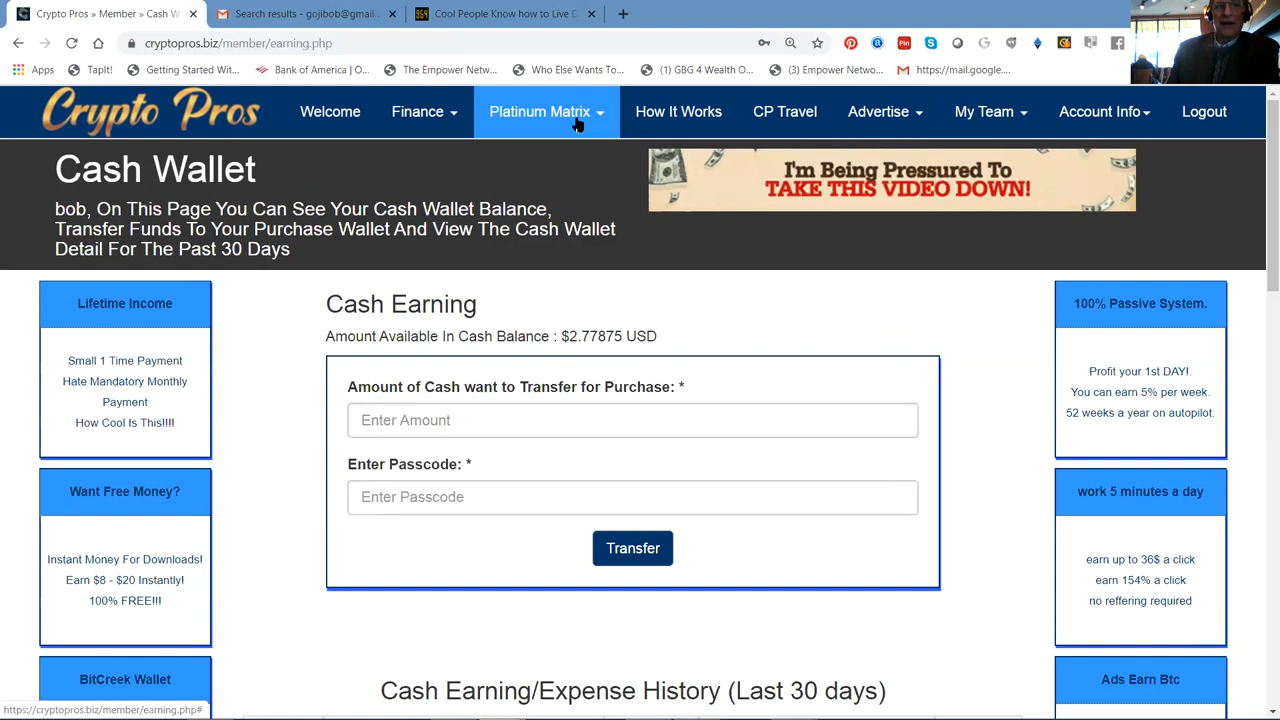 Crypto Pros » Member » Cash W
Search results - gojibob@gmail.
Cool People Know how to Live D
cryptopros.biz/member/earning.php
Apps
TapIt!
Getting Started Wit...
Bank of America | O...
The Empower Netw...
Who Else Wants To...
(1) GBG 4 Wealth O...
(3) Empower Netwo...
https://mail.google....
Crypto Pros
Welcome
Finance
Platinum Matrix
How It Works
CP Travel
Advertise
My Team
Account Info
Logout
Cash Wallet
bob, On This Page You Can See Your Cash Wallet Balance,
Transfer Funds To Your Purchase Wallet And View The Cash Wallet
Detail For The Past 30 Days
I'm Being Pressured To
TAKE THIS VIDEO DOWN!
Lifetime Income
Small 1 Time Payment
Hate Mandatory Monthly
Payment
How Cool Is This!!!!
Want Free Money?
Instant Money For Downloads!
Earn $8 - $20 Instantly!
100% FREE!!!
BitCreek Wallet
Cash Earning
Amount Available In Cash Balance : $2.77875 USD
Amount of Cash want to Transfer for Purchase: *
Enter Amount
Enter Passcode: *
Enter Passcode
Transfer
Cash Earning/Expense History (Last 30 days)
100% Passive System.
Profit your 1st DAY!.
You can earn 5% per week.
52 weeks a year on autopilot.
work 5 minutes a day
earn up to 36$ a click
earn 154% a click
no reffering required
Ads Earn Btc
https://cryptopros.biz/member/earning.php#